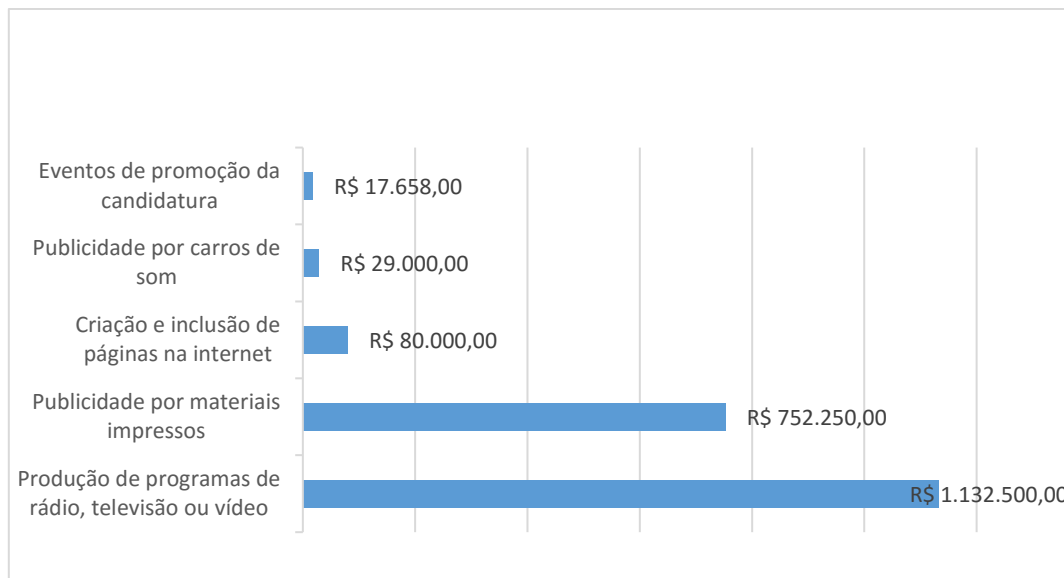 Eventos de promoção da
candidatura
R$ 17.658,00
Publicidade por carros de
som
R$ 29.000,00
Criação e inclusão de
páginas na internet
R$ 80.000,00
Publicidade por materiais
impressos
R$ 752.250,00
Produção de programas de
rádio, televisão ou vídeo
R$ 1.132.500,00